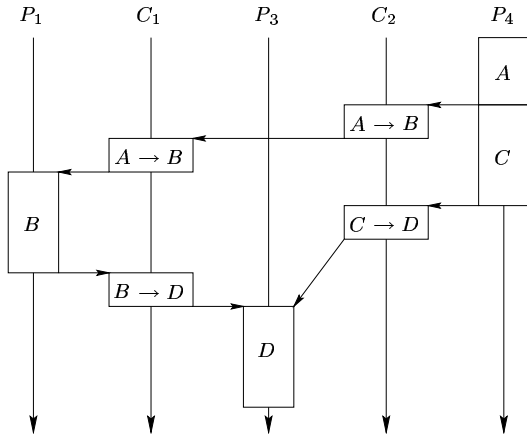 P₁ C₁ P₃ C₂ P₄
A
A → B
A → B
C
B
C → D
B → D
D